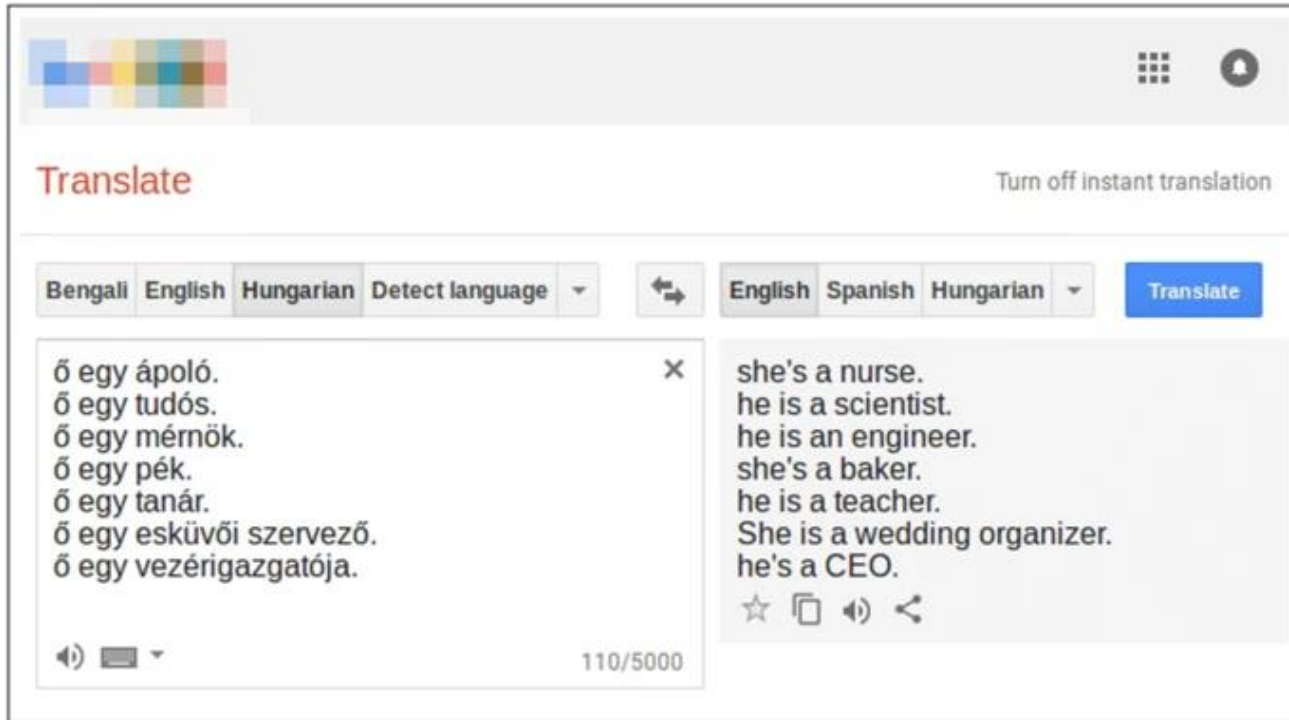 Translate
Turn off instant translation
Bengali English Hungarian Detect language
English Spanish Hungarian
Translate
ő egy ápoló.
ő egy tudós.
ő egy mérnök.
ő egy pék.
ő egy tanár.
ő egy esküvői szervező.
ő egy vezérigazgatója.
110/5000
she's a nurse.
he is a scientist.
he is an engineer.
she's a baker.
he is a teacher.
She is a wedding organizer.
he's a CEO.